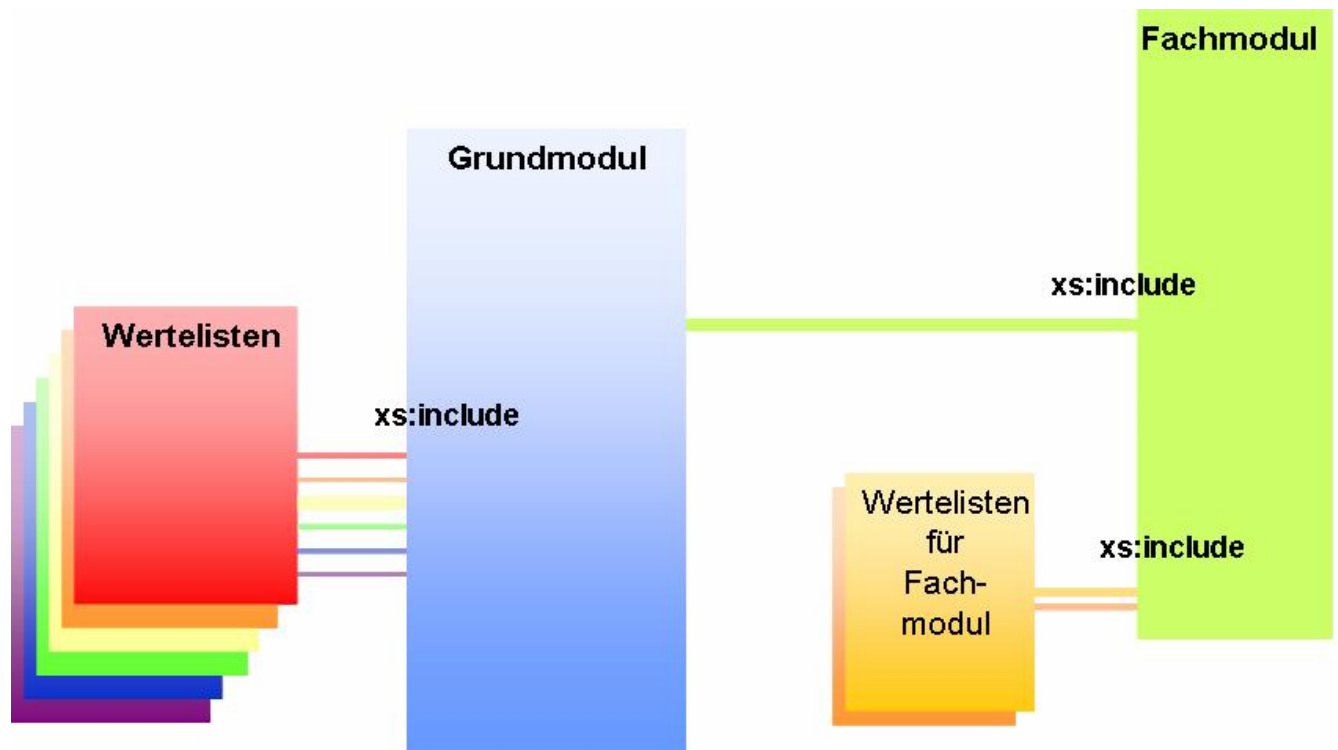 Fachmodul
Grundmodul
xs:include
Wertelisten
xs:include
Wertelisten
für
Fach-
modul
xs:include